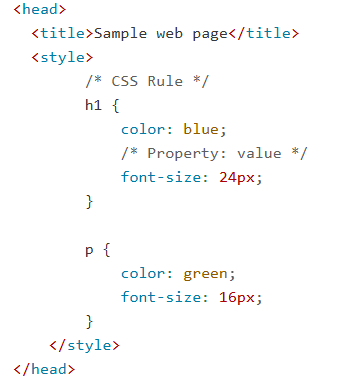 <head>
<title>Sample web page</title>
<style>
/* CSS Rule */
h1 {
color: blue;
/* Property: value */
font-size: 24px;
}
p {
color: green;
font-size: 16px;
}
</style>
</head>